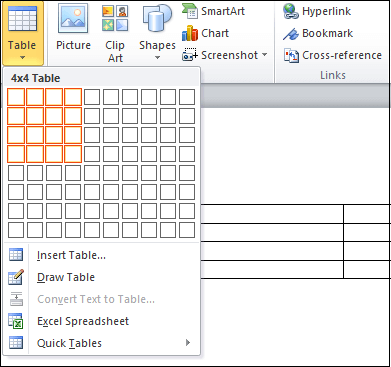 Table
Picture
Clip
Art
Shapes
SmartArt
Chart
Screenshot
Hyperlink
Bookmark
Cross-reference
Links
4x4 Table
Insert Table...
Draw Table
Convert Text to Table...
Excel Spreadsheet
Quick Tables